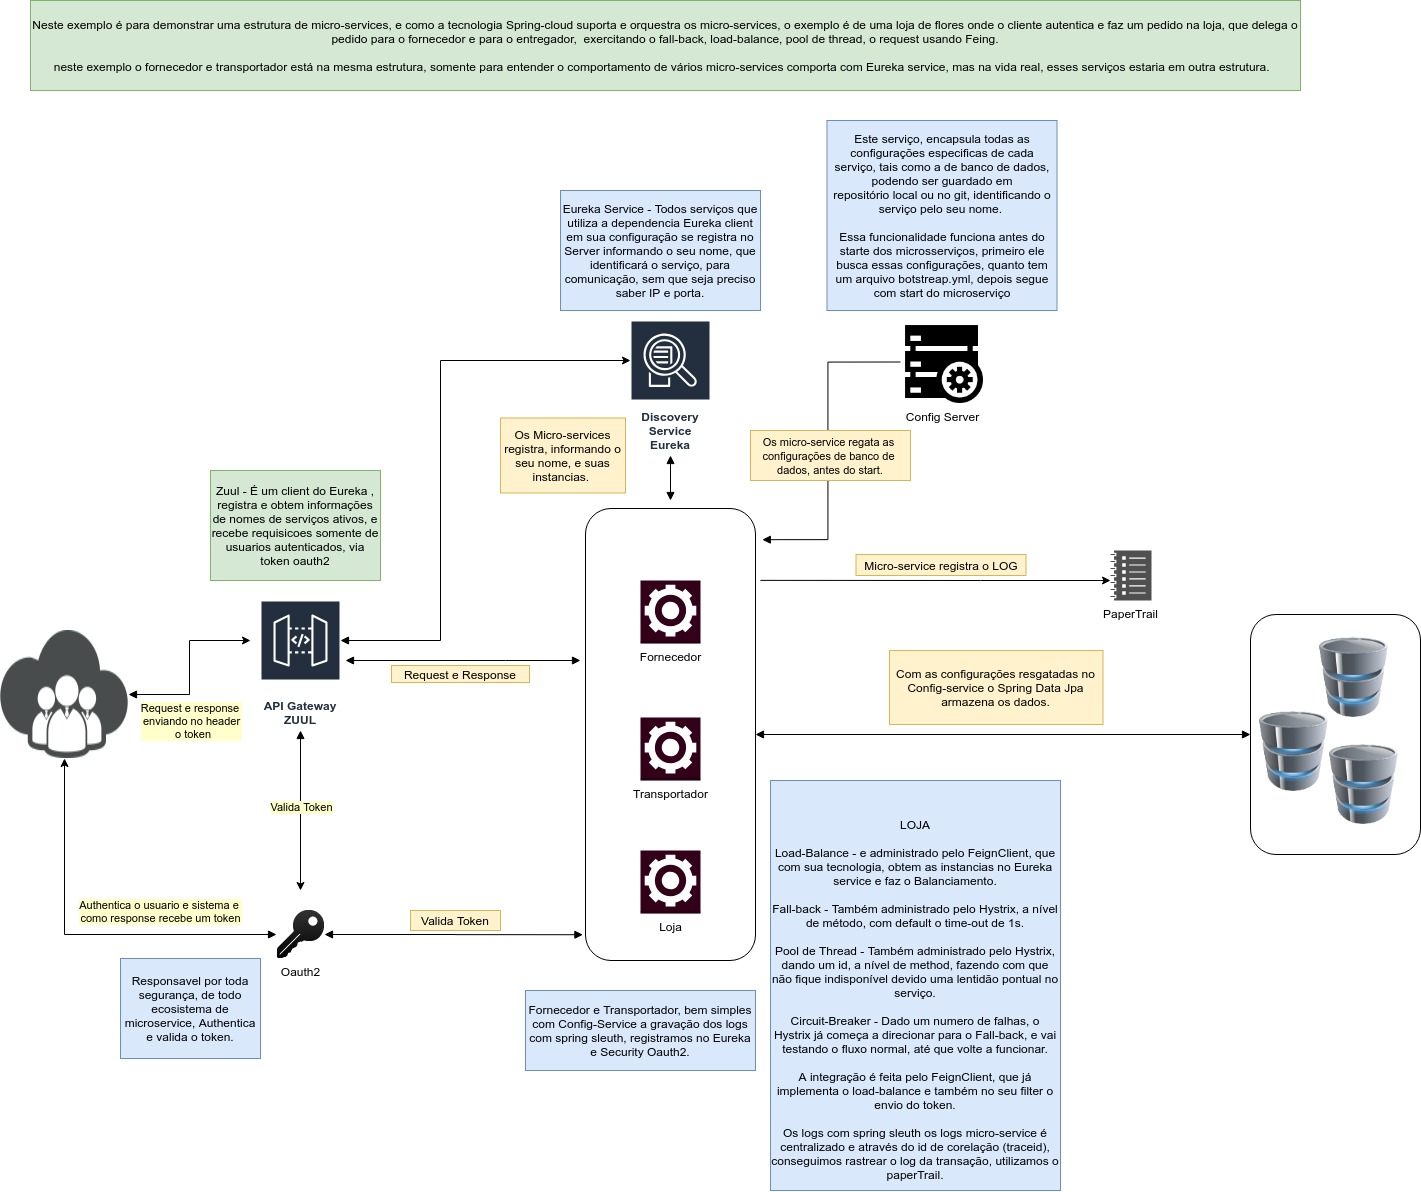 Neste exemplo é para demonstrar uma estrutura de micro-services, e como a tecnologia Spring-cloud suporta e orquestra os micro-services, o exemplo é de uma loja de flores onde o cliente autentica e faz um pedido na loja, que delega o
pedido para o fornecedor e para o entregador,  exercitando o fall-back, load-balance, pool de thread, o request usando Feing.
neste exemplo o fornecedor e transportador está na mesma estrutura, somente para entender o comportamento de vários micro-services comporta com Eureka service, mas na vida real, esses serviços estaria em outra estrutura.
Este serviço, encapsula todas as
configurações especificas de cada
serviço, tais como a de banco de dados,
podendo ser guardado em
repositório local ou no git, identificando o
serviço pelo seu nome.
Essa funcionalidade funciona antes do
starte dos microsserviços, primeiro ele
busca essas configurações, quanto tem
um arquivo botstreap.yml, depois segue
com start do microserviço
Eureka Service - Todos serviços que
utiliza a dependencia Eureka client
em sua configuração se registra no
Server informando o seu nome, que
identificará o serviço, para
comunicação, sem que seja preciso
saber IP e porta.
Discovery
Service
Eureka
Config Server
Os Micro-services
registra, informando o
seu nome, e suas
instancias.
Os micro-service regata as
configurações de banco de
dados, antes do start.
Zuul - É um client do Eureka ,
registra e obtem informações
de nomes de serviços ativos, e
recebe requisicoes somente de
usuarios autenticados, via
token oauth2
Micro-service registra o LOG
PaperTrail
Fornecedor
Request e Response
Com as configurações resgatadas no
Config-service o Spring Data Jpa
armazena os dados.
Request e response
enviando no header
o token
API Gateway
ZUUL
Transportador
Valida Token
LOJA
Load-Balance - e administrado pelo FeignClient, que
com sua tecnologia, obtem as instancias no Eureka
service e faz o Balanciamento.
Fall-back - Também administrado pelo Hystrix, a nível
de método, com default o time-out de 1s.
Pool de Thread - Também administrado pelo Hystrix,
dando um id, a nível de method, fazendo com que
não fique indisponível devido uma lentidão pontual no
serviço.
Circuit-Breaker - Dado um numero de falhas, o
Hystrix já começa a direcionar para o Fall-back, e vai
testando o fluxo normal, até que volte a funcionar.
A integração é feita pelo FeignClient, que já
implementa o load-balance e também no seu filter o
envio do token.
Os logs com spring sleuth os logs micro-service é
centralizado e através do id de corelação (traceid),
conseguimos rastrear o log da transação, utilizamos o
paperTrail.
Authentica o usuario e sistema e
como response recebe um token
Valida Token
Loja
Oauth2
Responsavel por toda
segurança, de todo
ecosistema de
microservice, Authentica
e valida o token.
Fornecedor e Transportador, bem simples
com Config-Service a gravação dos logs
com spring sleuth, registramos no Eureka
e Security Oauth2.